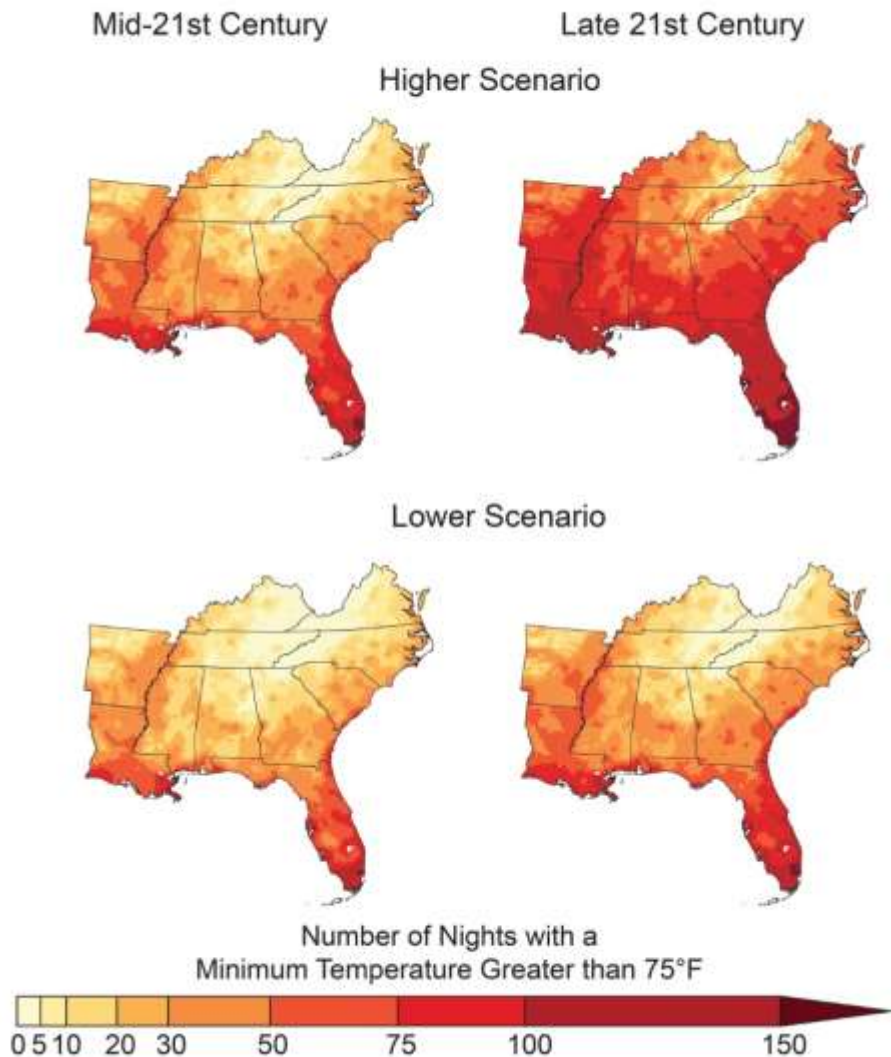 Mid-21st Century
Late 21st Century
Higher Scenario
Lower Scenario
Number of Nights with a
Minimum Temperature Greater than 75°F
0 5 10 20 30 50 75 100 150